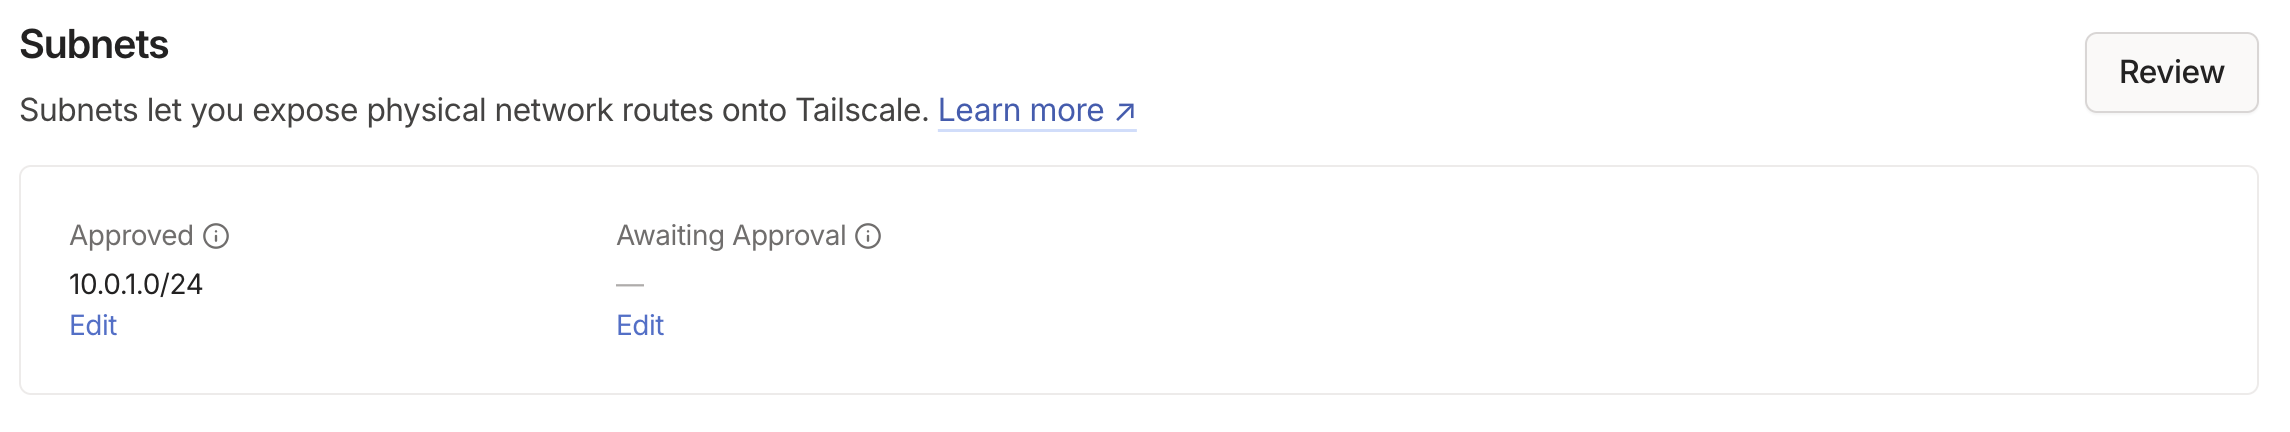 Subnets
Review
Subnets let you expose physical network routes onto Tailscale. Learn more ↗
Approved
Awaiting Approval
10.0.1.0/24
—
Edit
Edit